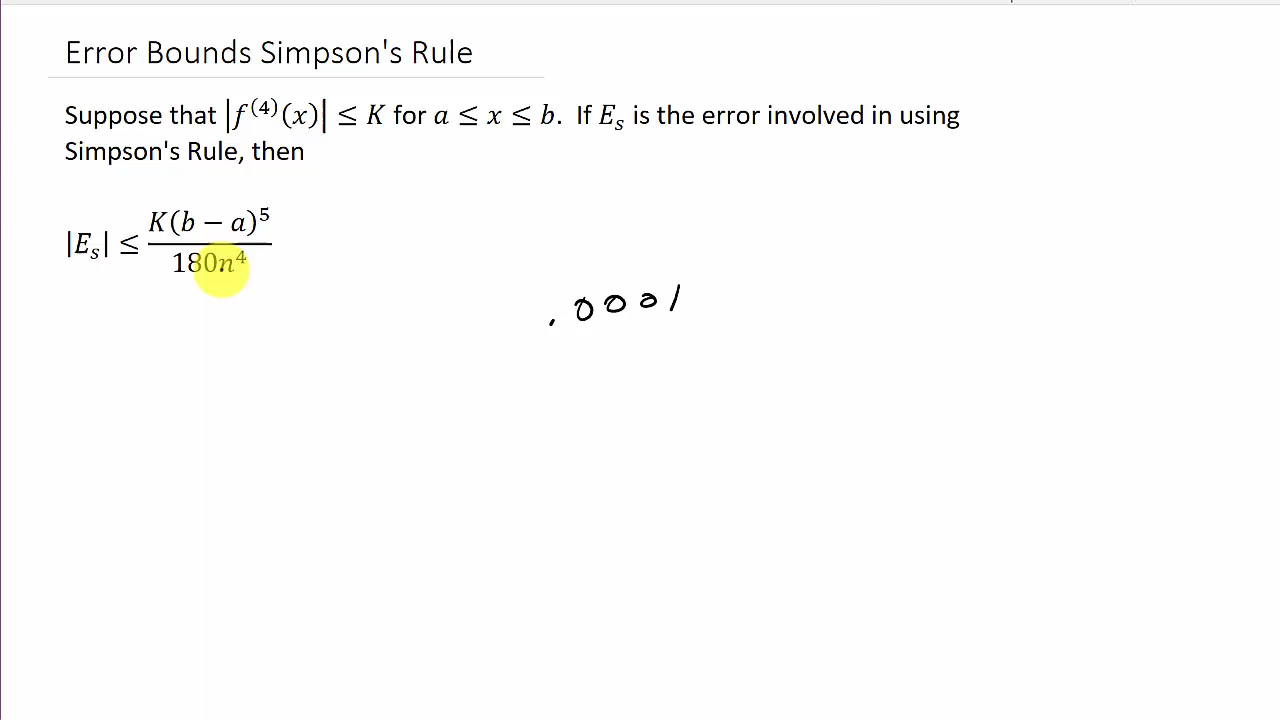 Error Bounds Simpson's Rule
Suppose that |f⁽⁴⁾(x)| ≤ K for a ≤ x ≤ b. If Eₛ is the error involved in using
Simpson's Rule, then
|Eₛ| ≤ K(b − a)⁵ / 180n⁴
.0001